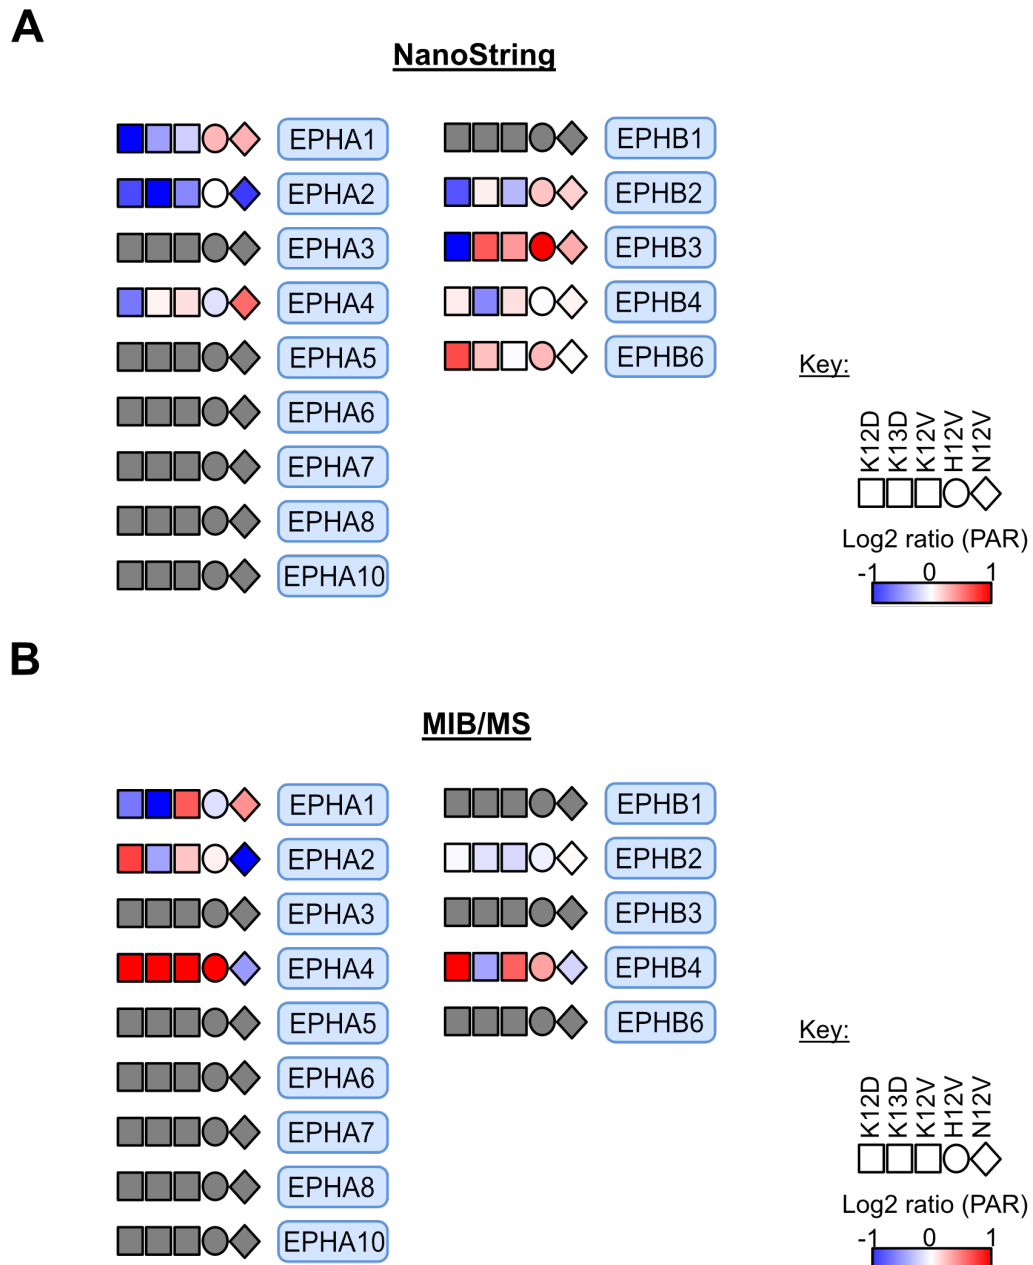 A
NanoString
EPHA1
EPHA2
EPHA3
EPHA4
EPHA5
EPHA6
EPHA7
EPHA8
EPHA10
EPHB1
EPHB2
EPHB3
EPHB4
EPHB6
Key:
K12D
K13D
K12V
H12V
N12V
Log2 ratio (PAR)
-1 0 1
B
MIB/MS
EPHA1
EPHA2
EPHA3
EPHA4
EPHA5
EPHA6
EPHA7
EPHA8
EPHA10
EPHB1
EPHB2
EPHB3
EPHB4
EPHB6
Key:
K12D
K13D
K12V
H12V
N12V
Log2 ratio (PAR)
-1 0 1